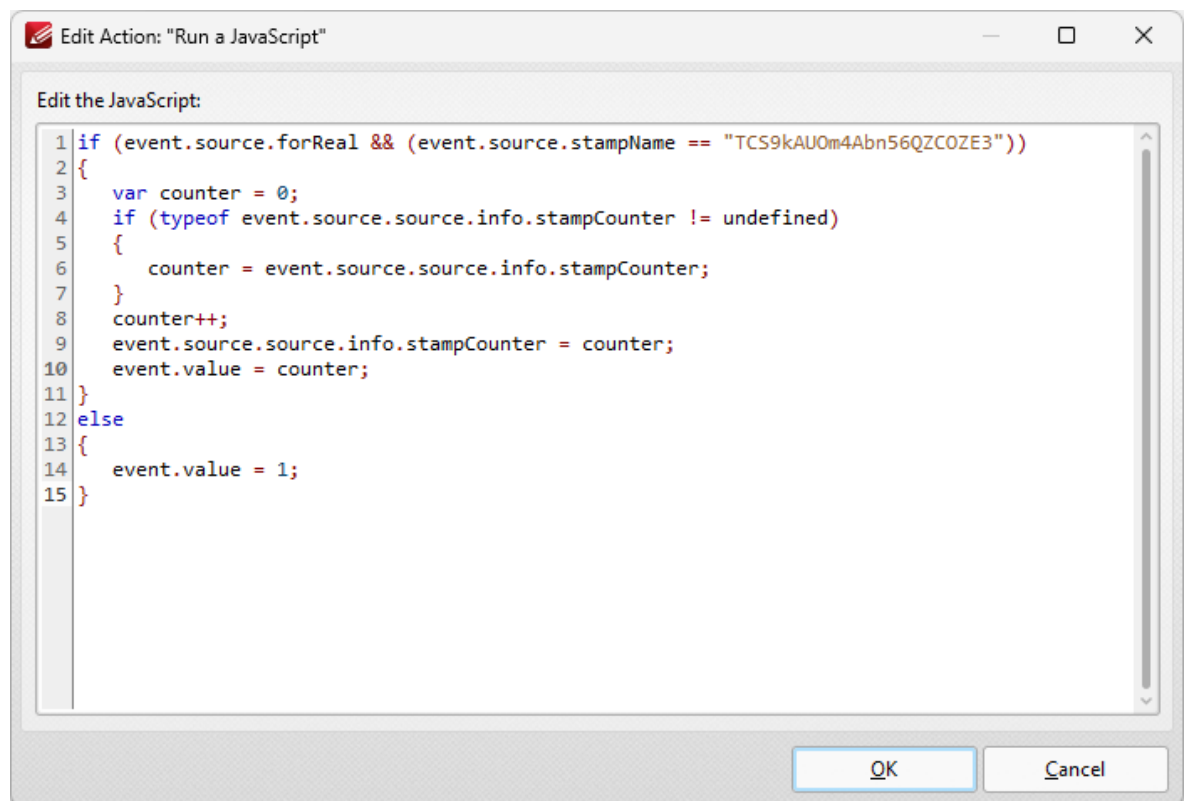 Edit Action: "Run a JavaScript"
Edit the JavaScript:
1 if (event.source.forReal && (event.source.stampName == "TCS9kAUOm4Abn56QZCOZE3"))
2 {
3    var counter = 0;
4    if (typeof event.source.source.info.stampCounter != undefined)
5    {
6       counter = event.source.source.info.stampCounter;
7    }
8    counter++;
9    event.source.source.info.stampCounter = counter;
10    event.value = counter;
11 }
12 else
13 {
14    event.value = 1;
15 }
OK Cancel